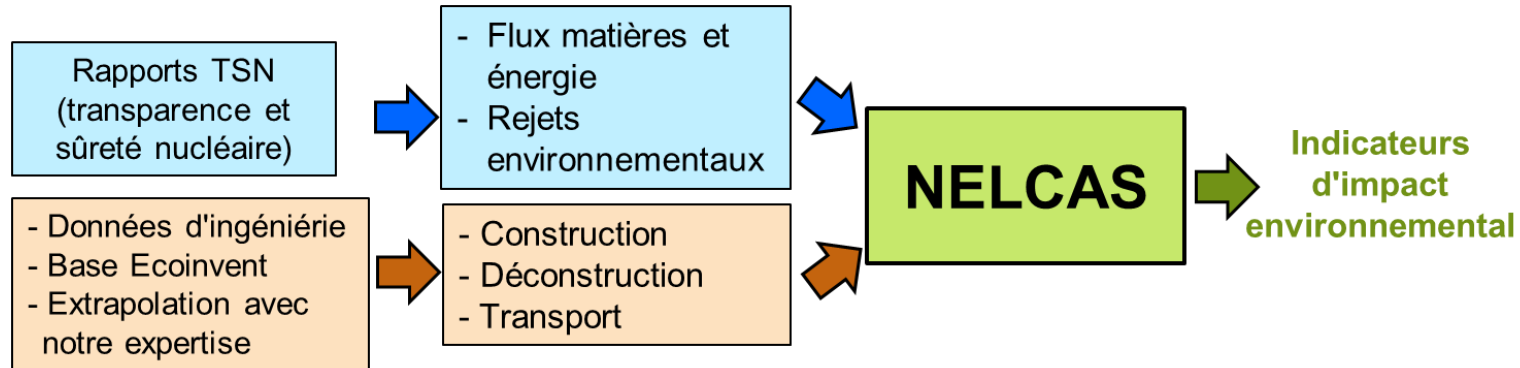 Rapports TSN
(transparence et
sûreté nucléaire)
- Flux matières et
énergie
- Rejets
environnementaux
- Données d'ingéniérie
- Base Ecoinvent
- Extrapolation avec
notre expertise
- Construction
- Déconstruction
- Transport
NELCAS
Indicateurs
d'impact
environnemental